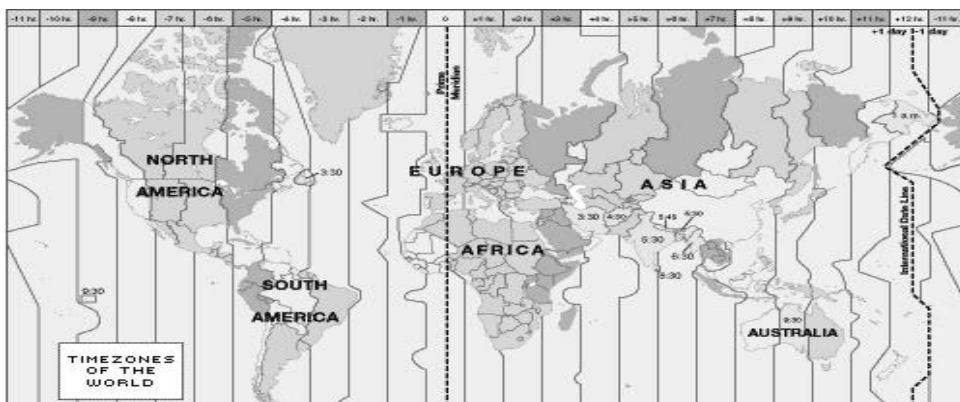 -11 hr. -10 hr. -9 hr. -8 hr. -7 hr. -6 hr. -5 hr. -4 hr. -3 hr. -2 hr. -1 hr. 0 +1 hr. +2 hr. +3 hr. +4 hr. +5 hr. +6 hr. +7 hr. +8 hr. +9 hr. +10 hr. +11 hr. +12 hr. -11 hr.
+1 day -1 day
Prime
Meridian
1 a.m.
NORTH
AMERICA
3:30
EUROPE
ASIA
3:30
4:30
5:45
5:30
6:30
6:30
AFRICA
International Date Line
9:30
SOUTH
AMERICA
9:30
AUSTRALIA
TIMEZONES
OF THE
WORLD